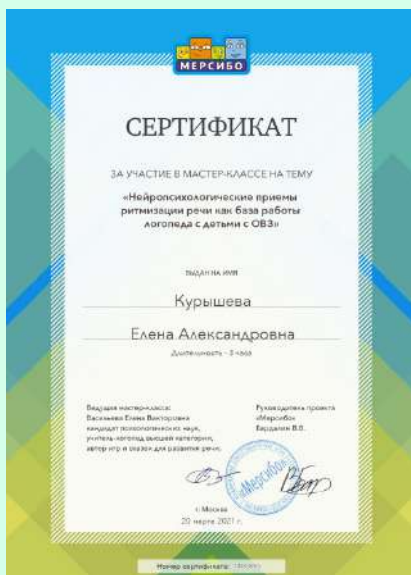 МЕРСИБО
СЕРТИФИКАТ
ЗА УЧАСТИЕ В МАСТЕР-КЛАССЕ НА ТЕМУ
«Нейропсихологические приемы
ритмизации речи как база работы
логопеда с детьми с ОВЗ»
ВЫДАН НА ИМЯ
Курышева
Елена Александровна
Длительность - 3 часа
Ведущая мастер-класса:
Васильева Елена Викторовна
кандидат психологических наук,
учитель-логопед высшей категории,
автор игр и сказок для развития речи.
Руководитель проекта
«Мерсибо»
«Мерсибо»
г. Москва
20 марта 2021 г.
Номер сертификата: